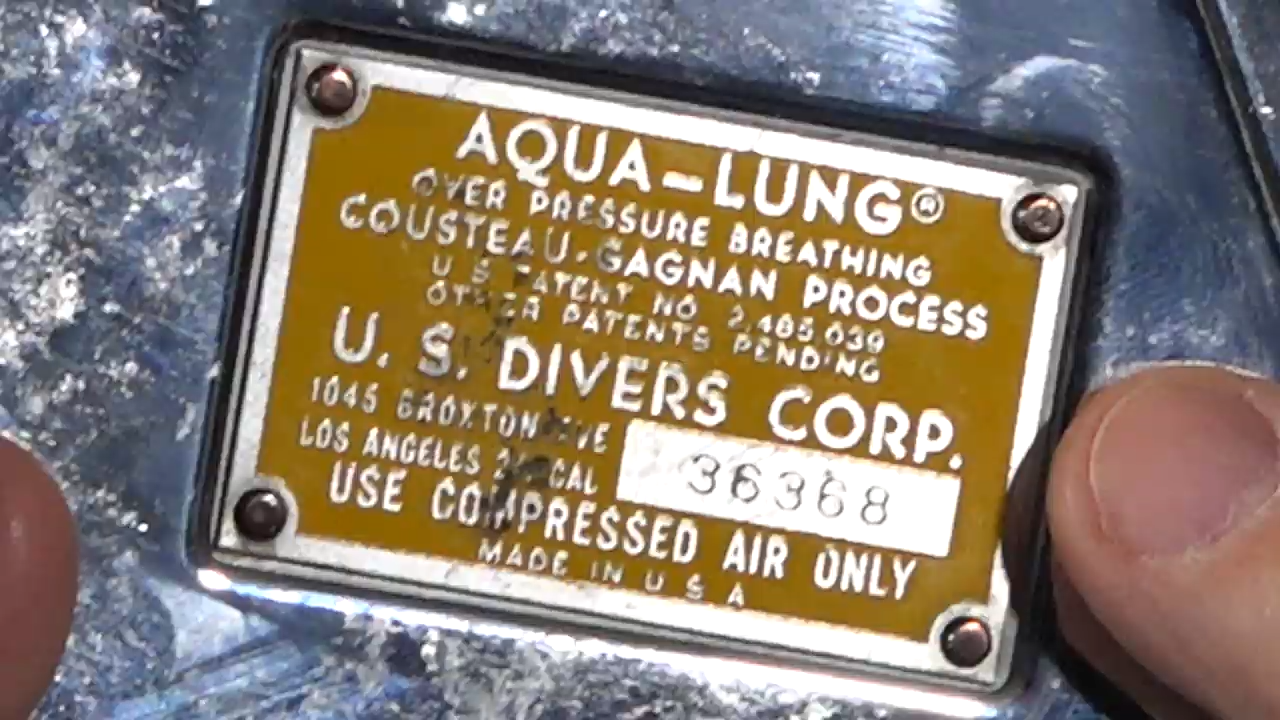 AQUA-LUNG®
OVER PRESSURE BREATHING
COUSTEAU-GAGNAN PROCESS
U S PATENT NO 2,485,039
OTHER PATENTS PENDING
U. S. DIVERS CORP.
1045 BROXTON AVE
LOS ANGELES CAL
36368
USE COMPRESSED AIR ONLY
MADE IN U S A